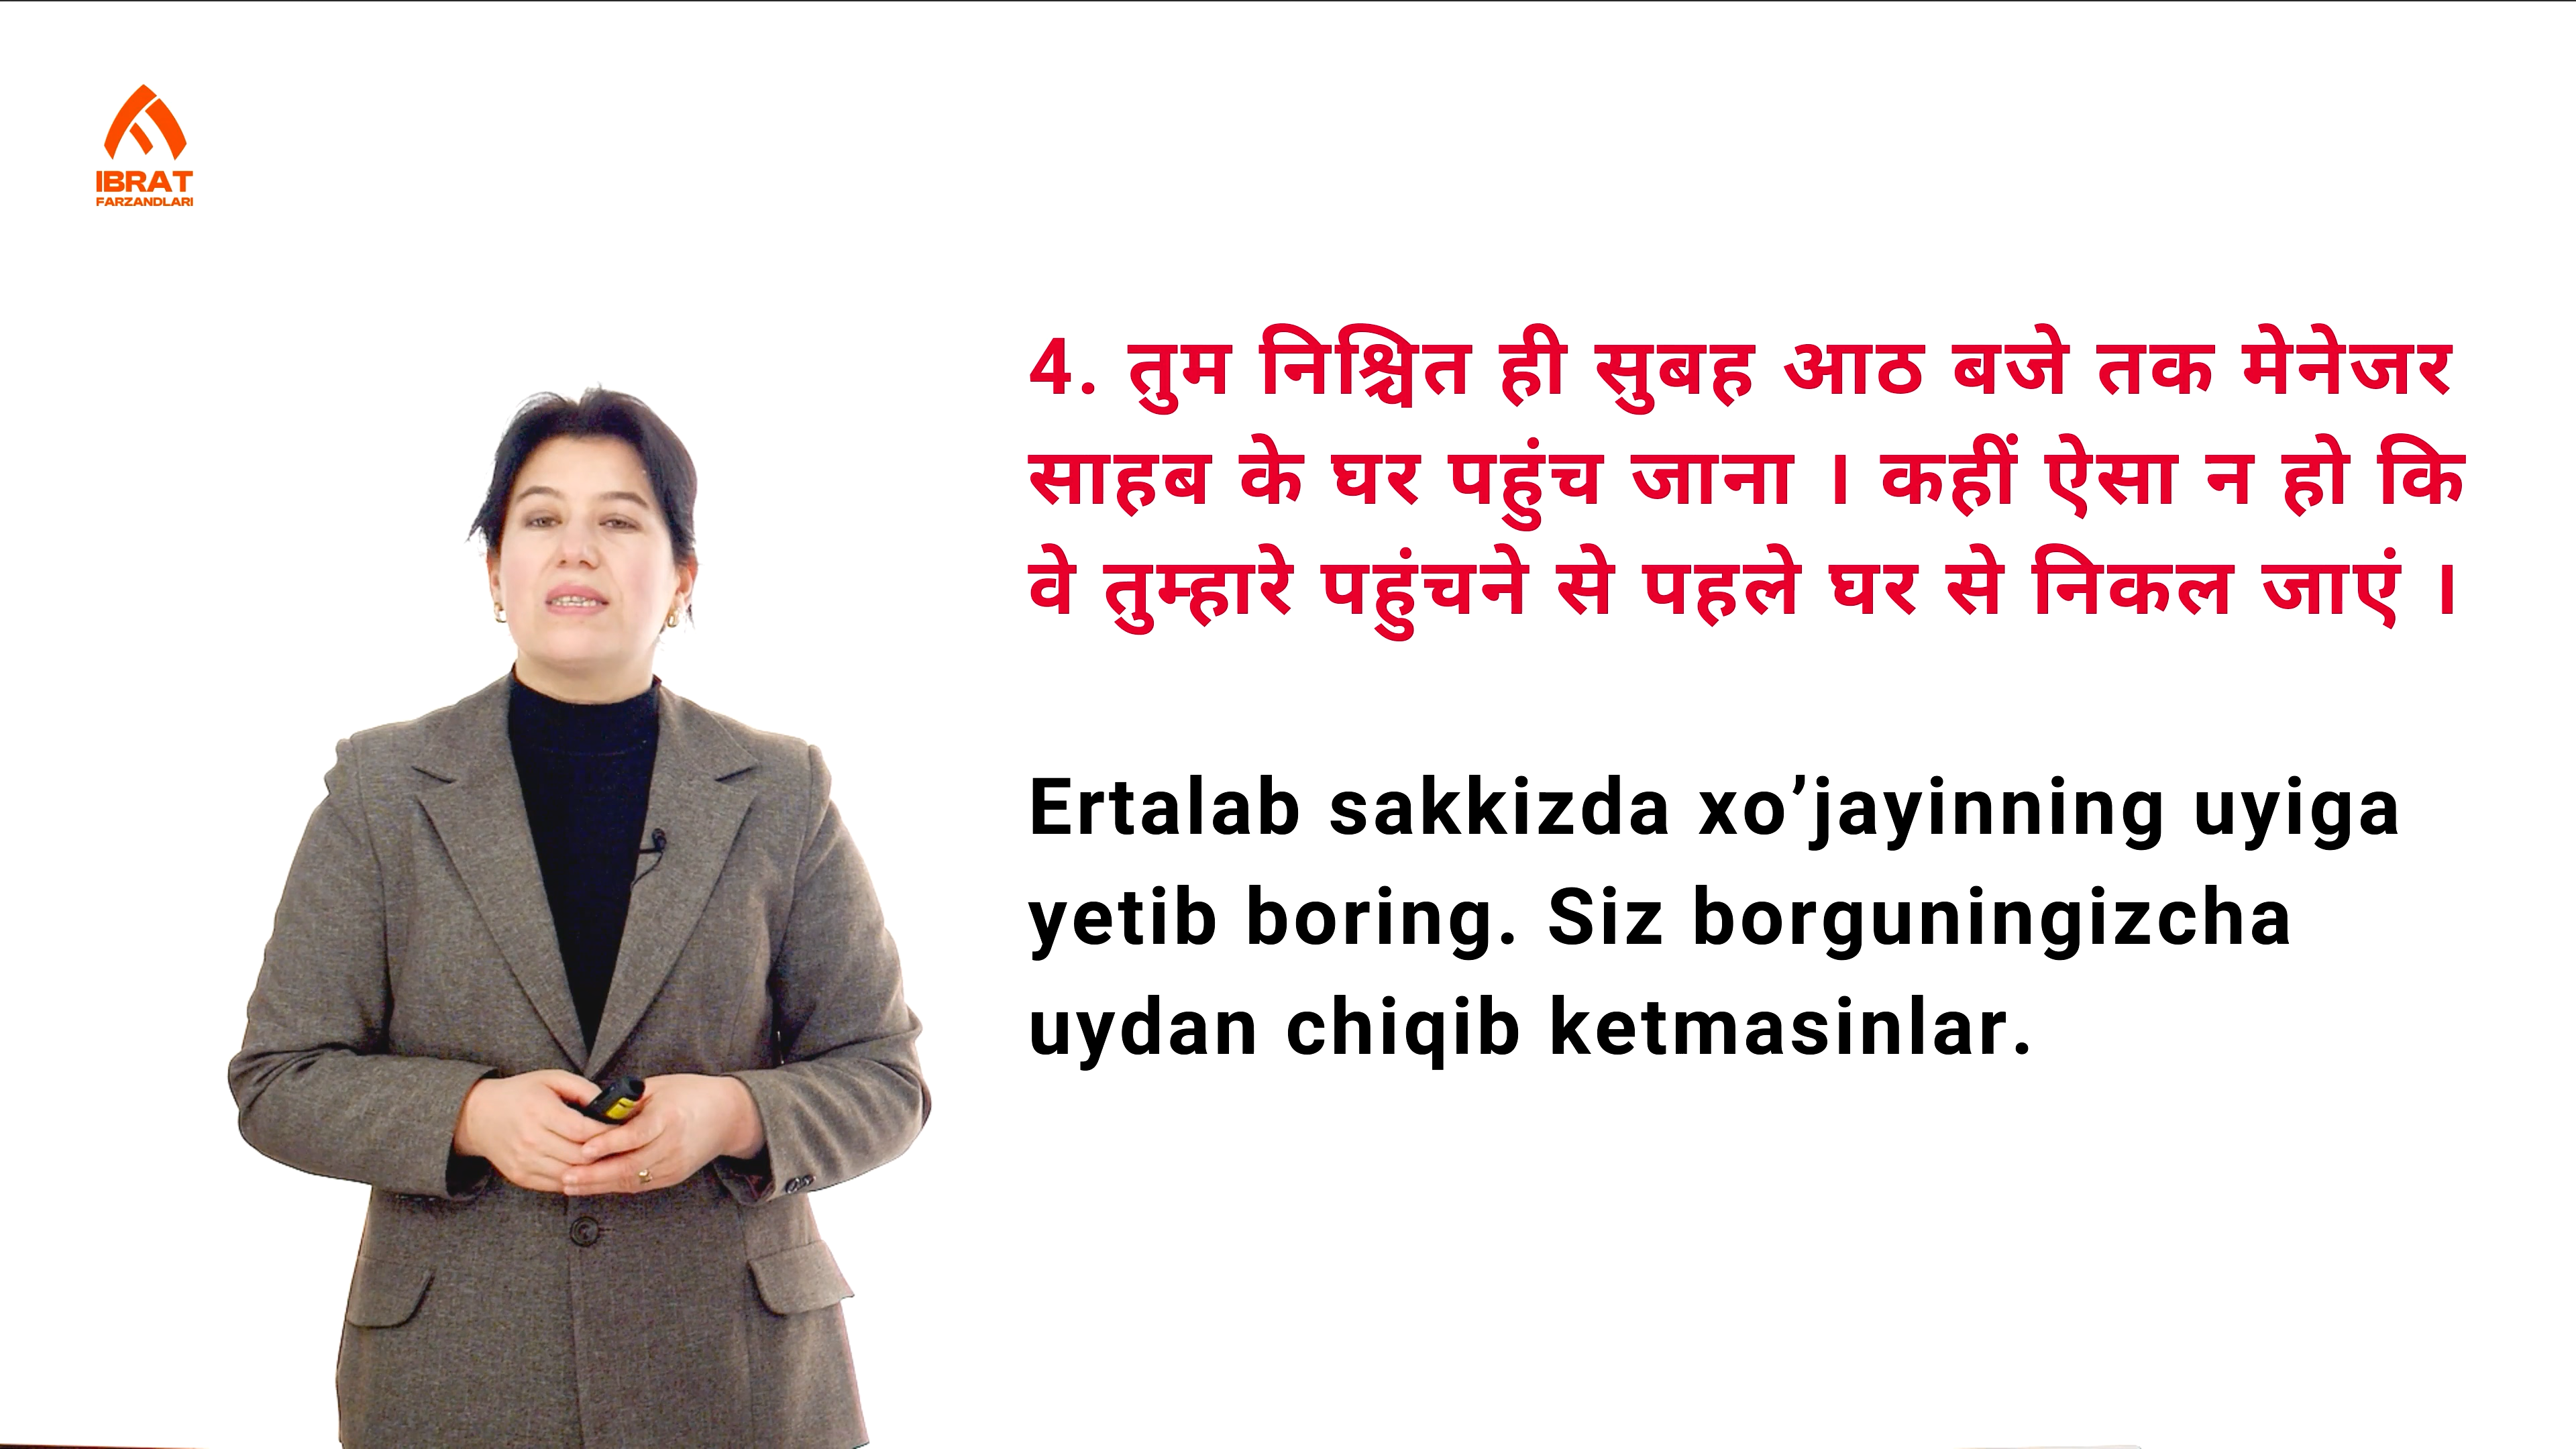 IBRAT
FARZANDLARI
4. तुम निश्चित ही सुबह आठ बजे तक मेनेजर
साहब के घर पहुंच जाना । कहीं ऐसा न हो कि
वे तुम्हारे पहुंचने से पहले घर से निकल जाएं ।
Ertalab sakkizda xo’jayinning uyiga
yetib boring. Siz borguningizcha
uydan chiqib ketmasinlar.